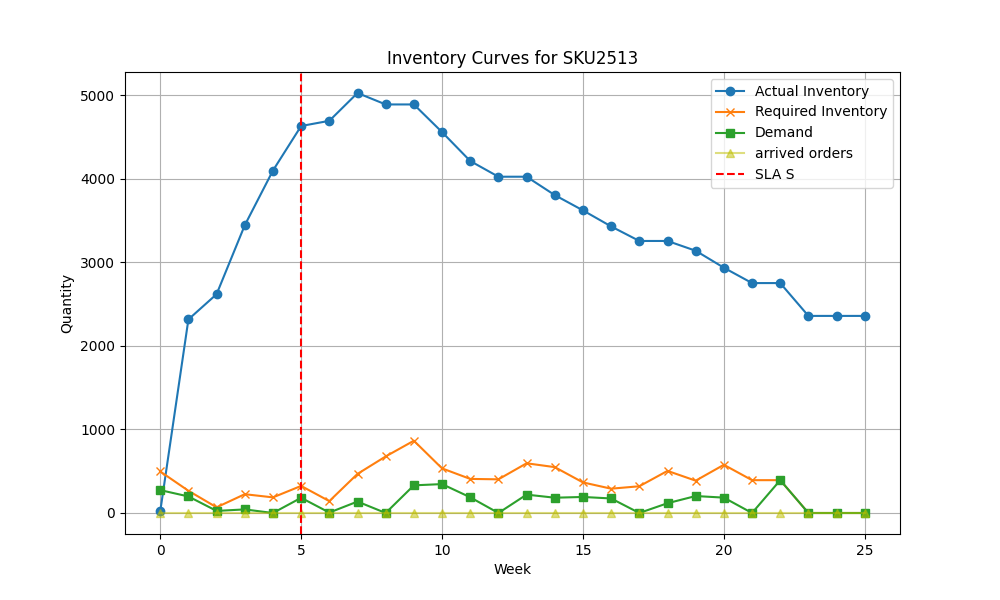 Inventory Curves for SKU2513
Actual Inventory
Required Inventory
Demand
arrived orders
SLA S
5000
4000
3000
2000
1000
0
Quantity
0 5 10 15 20 25
Week